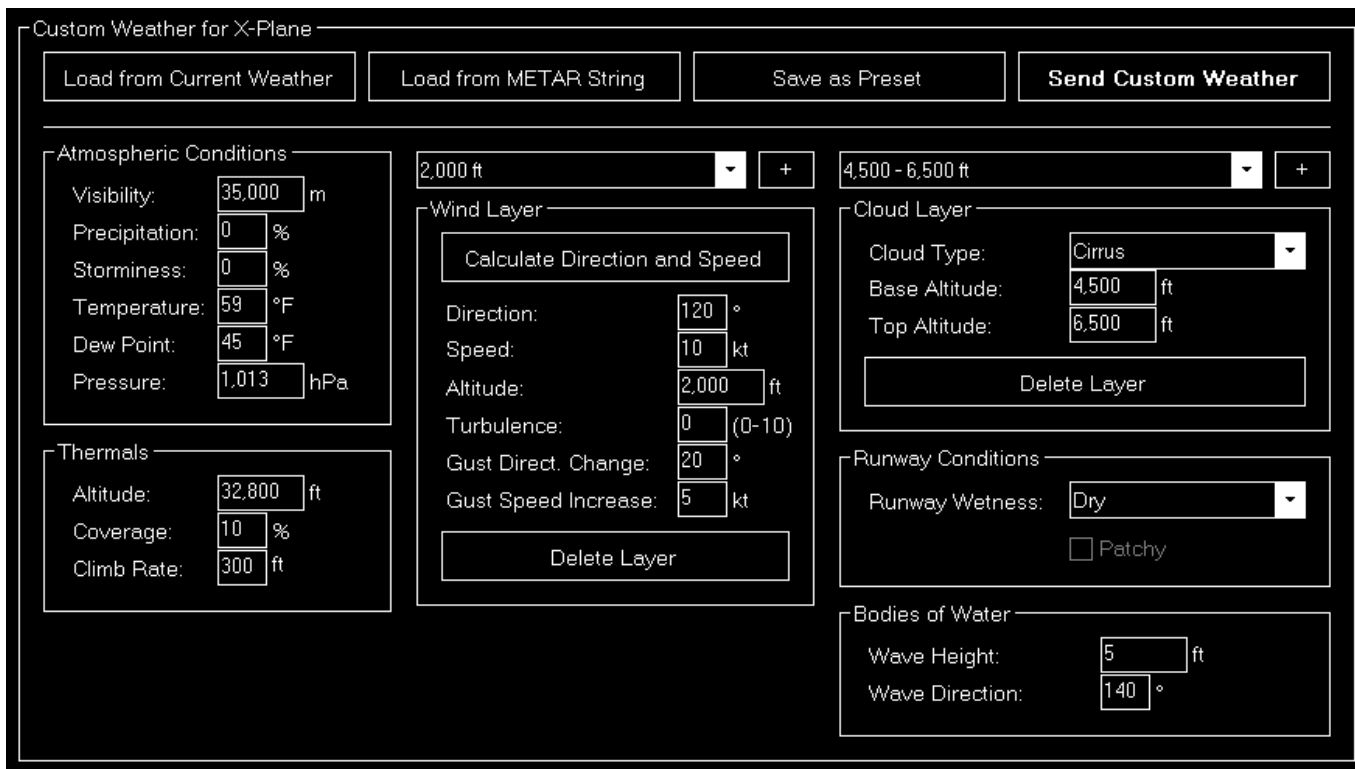 Custom Weather for X-Plane
Load from Current Weather
Load from METAR String
Save as Preset
Send Custom Weather
Atmospheric Conditions
Visibility: 35,000 m
Precipitation: 0 %
Storminess: 0 %
Temperature: 59 °F
Dew Point: 45 °F
Pressure: 1,013 hPa
Thermals
Altitude: 32,800 ft
Coverage: 10 %
Climb Rate: 300 ft
2,000 ft +
Wind Layer
Calculate Direction and Speed
Direction: 120 °
Speed: 10 kt
Altitude: 2,000 ft
Turbulence: 0 (0-10)
Gust Direct. Change: 20 °
Gust Speed Increase: 5 kt
Delete Layer
4,500 - 6,500 ft +
Cloud Layer
Cloud Type: Cirrus
Base Altitude: 4,500 ft
Top Altitude: 6,500 ft
Delete Layer
Runway Conditions
Runway Wetness: Dry
Patchy
Bodies of Water
Wave Height: 5 ft
Wave Direction: 140 °